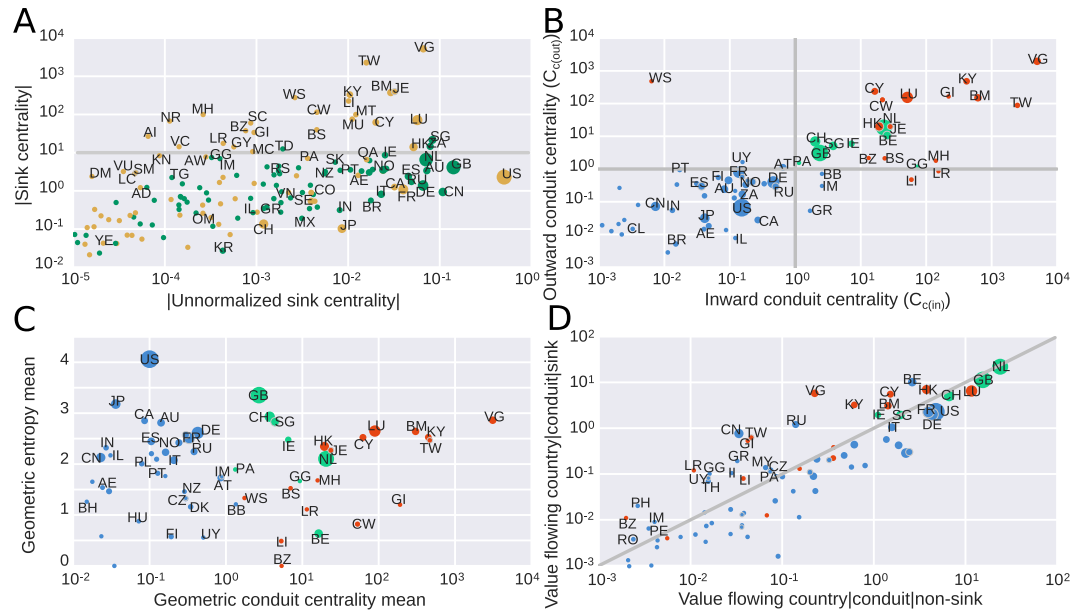 A
|Sink centrality|
10^4
10^3
10^2
10^1
10^0
10^-1
10^-2
VG
TW
BM JE
KY
LI
WS
MH
NR
SC
CW
MT
BZ
MU
CY
LU
AI
GI
BS
SG
VC
LR
GY
HK ZA
MC
TD
KN
AW
GG
IM
PA
QA
IE
NL
GB
VU
SM
DM
LC
TG
RS
SK
NZ
PT
NO
ES
AU
US
AE
CA
AD
VN
CO
IT
FR
DE
CN
SE
IL
GR
IN
BR
OM
MX
JP
CH
YE
KR
10^-5
10^-4
10^-3
10^-2
10^-1
10^0
|Unnormalized sink centrality|
B
Outward conduit centrality (C_c(out))
10^4
10^3
10^2
10^1
10^0
10^-1
10^-2
10^-3
VG
WS
KY
CY
LU
GI
BM
TW
CW
HK
NL
JE
BE
CH
SG
IE
GB
UY
AT
PA
BZ
BS
GG
MH
LR
LI
PT
FI
FR
ES
NO
DE
BB
AU
RU
IM
ZA
CN
IN
US
GR
JP
CA
CL
AE
BR
IL
10^-3
10^-2
10^-1
10^0
10^1
10^2
10^3
10^4
Inward conduit centrality (C_c(in))
C
Geometric entropy mean
4
3
2
1
0
US
GB
JP
CA
AU
CH
SG
VG
DE
LU
BM
KY
TW
CY
ES
NO
FR
IE
HK
JE
IN
RU
CN
IL
PL
IT
NL
PT
IM
PA
AT
GG
MH
AE
NZ
CZ
WS
BS
GI
BH
DK
BB
LR
HU
CW
FI
UY
BE
LI
BZ
10^-2
10^-1
10^0
10^1
10^2
10^3
10^4
Geometric conduit centrality mean
D
Value flowing country|conduit|sink
10^2
10^1
10^0
10^-1
10^-2
10^-3
NL
BE
GB
HK
LU
VG
CY
CH
KY
BM
IE
SG
FR
US
RU
IT
DE
CN
TW
GI
GR
MY
CZ
LR
GG
UY
LI
PA
TH
PH
BZ
IM
PE
RO
10^-3
10^-2
10^-1
10^0
10^1
10^2
Value flowing country|conduit|non-sink